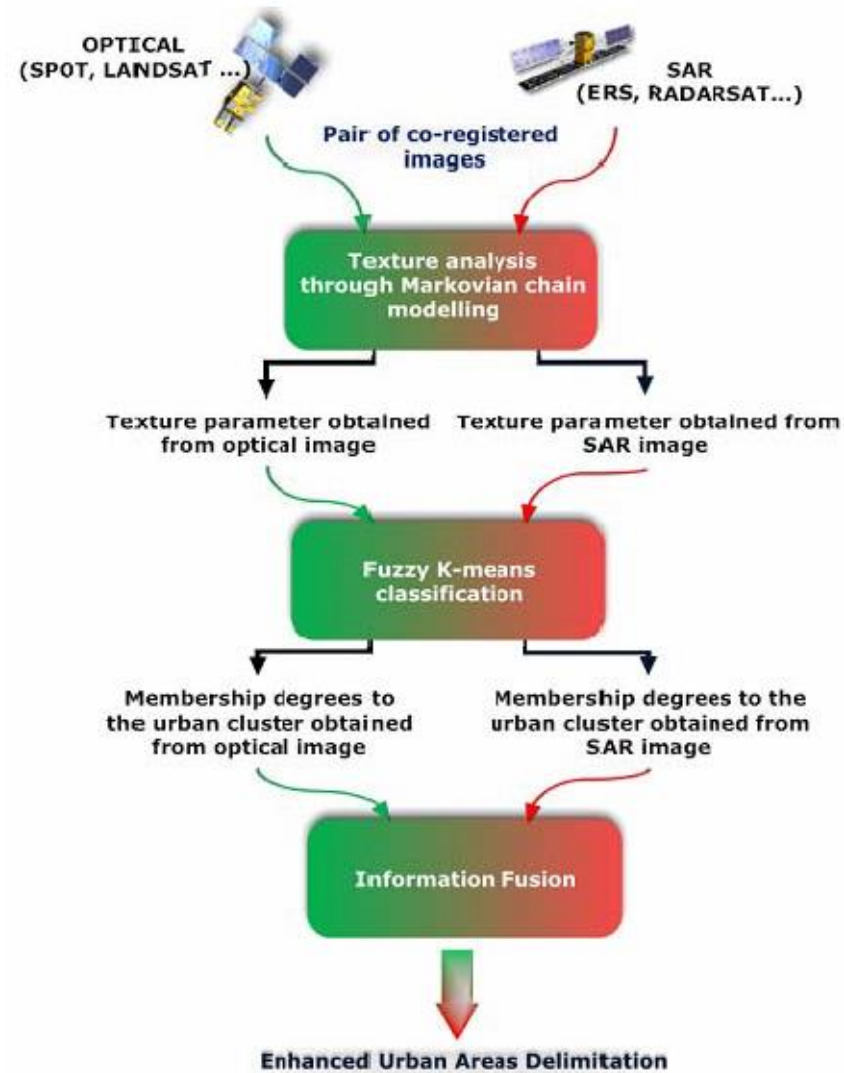 OPTICAL
(SPOT, LANDSAT ...)
SAR
(ERS, RADARSAT...)
Pair of co-registered
images
Texture analysis
through Markovian chain
modelling
Texture parameter obtained
from optical image
Texture parameter obtained from
SAR image
Fuzzy K-means
classification
Membership degrees to
the urban cluster obtained
from optical image
Membership degrees to the
urban cluster obtained from
SAR image
Information Fusion
Enhanced Urban Areas Delimitation